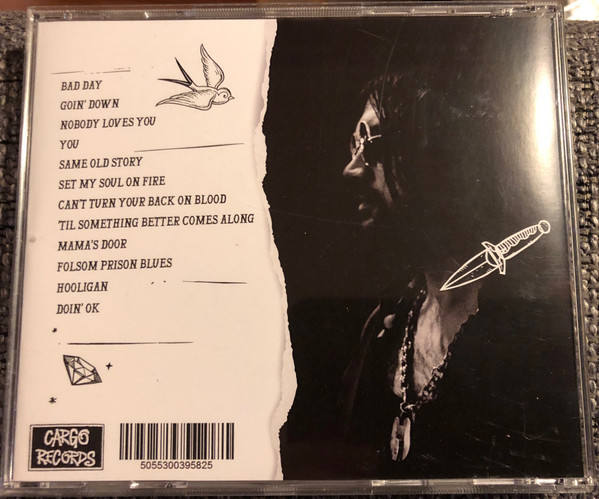 BAD DAY
GOIN' DOWN
NOBODY LOVES YOU
YOU
SAME OLD STORY
SET MY SOUL ON FIRE
CAN'T TURN YOUR BACK ON BLOOD
'TIL SOMETHING BETTER COMES ALONG
MAMA'S DOOR
FOLSOM PRISON BLUES
HOOLIGAN
DOIN' OK
CARGO
RECORDS
5055300395825